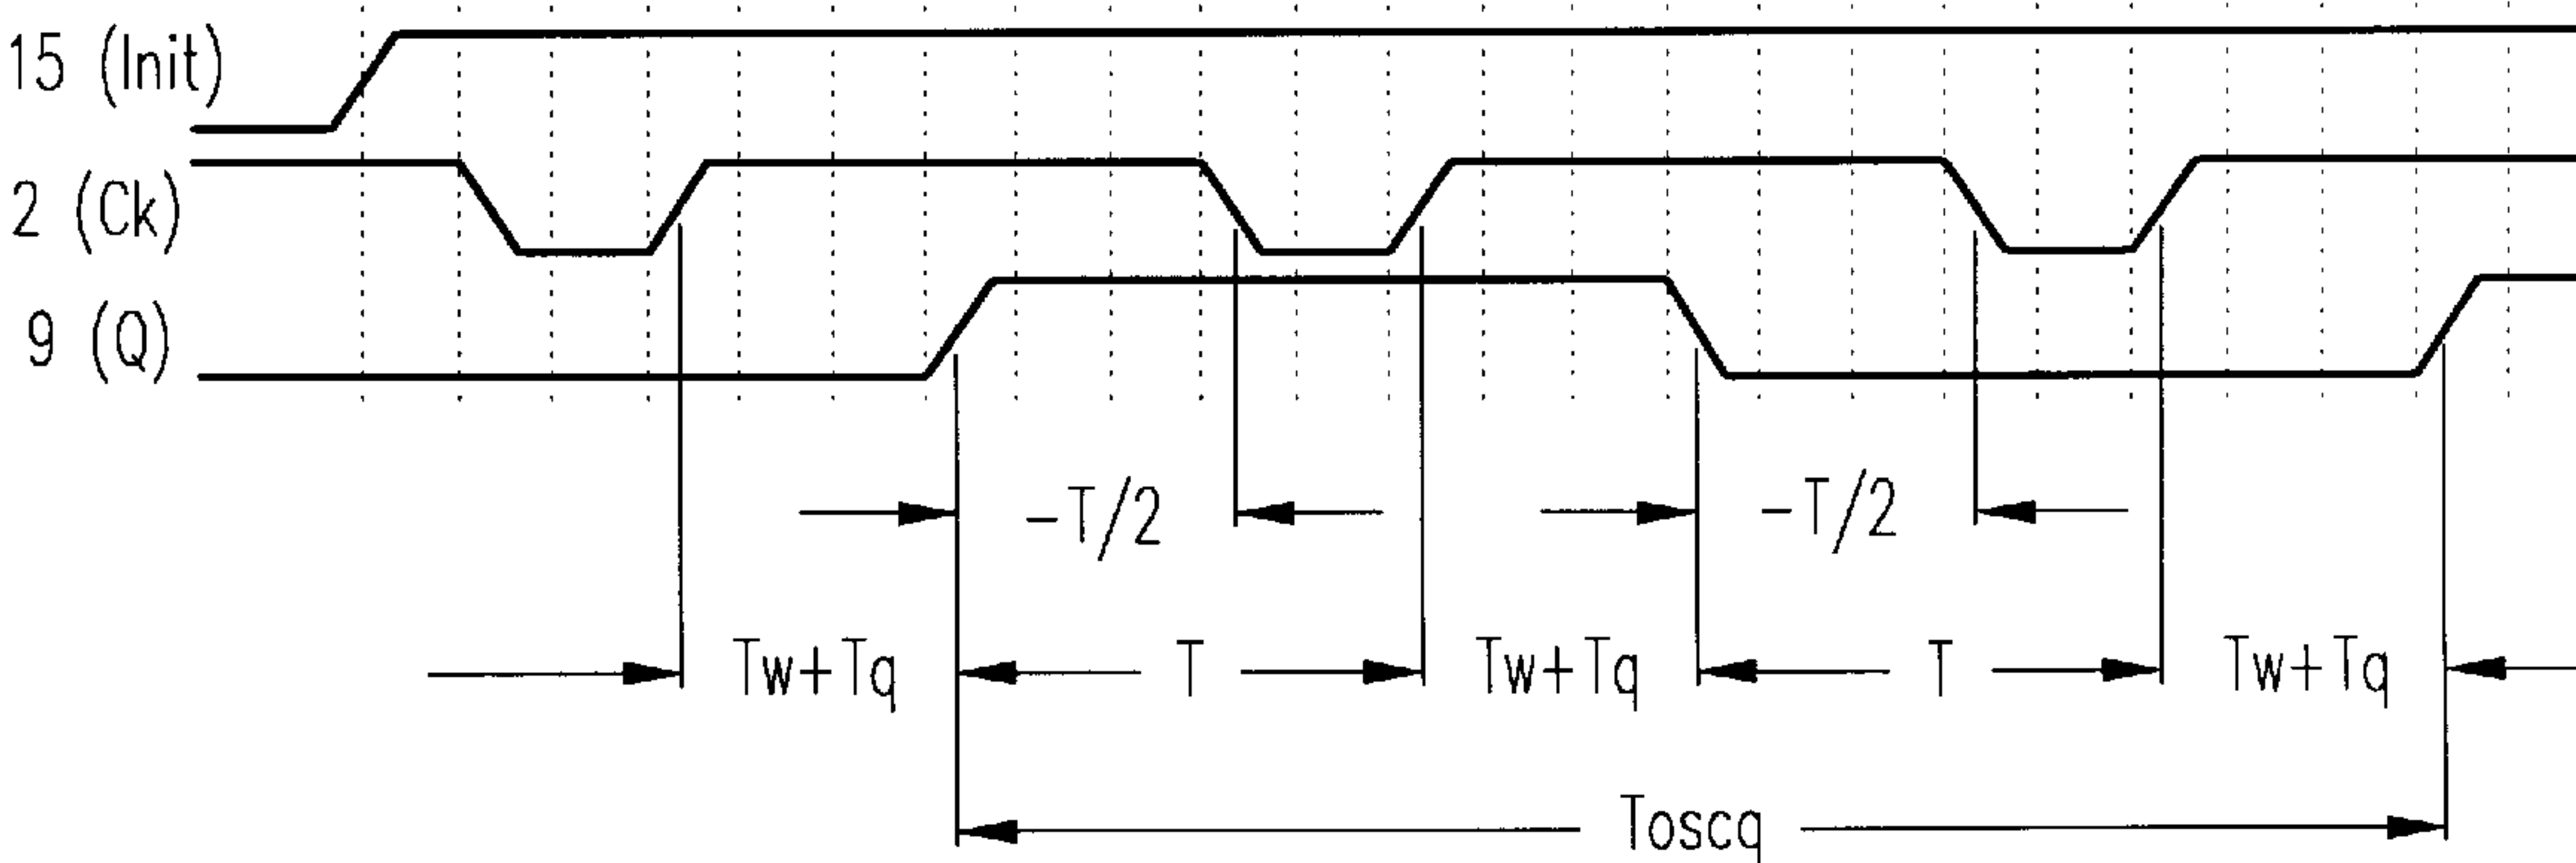 15 (Init)
2 (Ck)
9 (Q)
-T/2 -T/2
Tw+Tq T Tw+Tq T Tw+Tq
Toscq